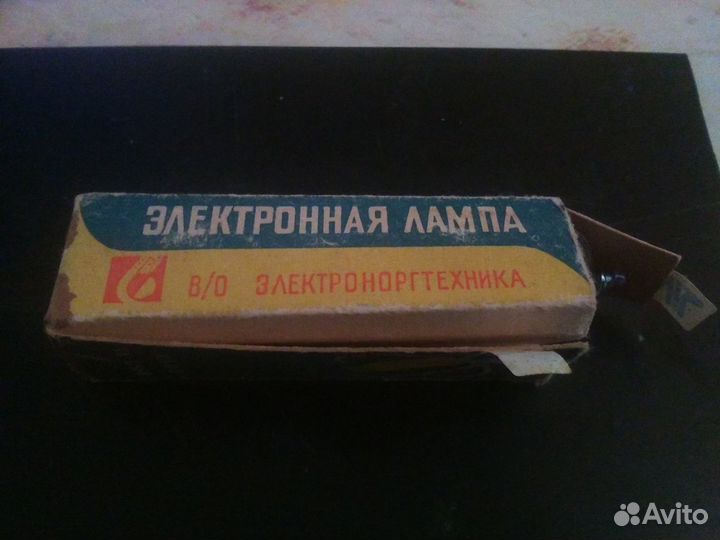 ЭЛЕКТРОННАЯ ЛАМПА
В/О ЭЛЕКТРОНОРГТЕХНИКА
Avito